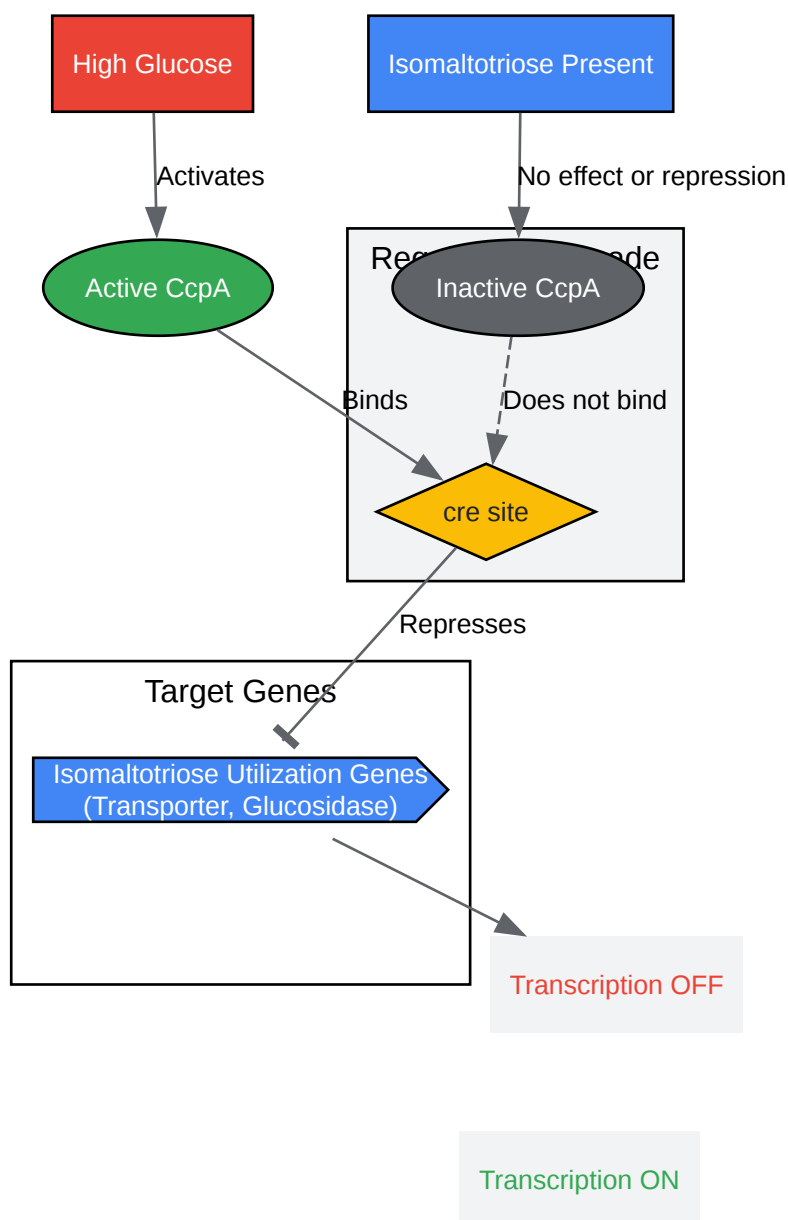 High Glucose
Isomaltotriose Present
Activates
No effect or repression
Active CcpA
Inactive CcpA
Binds
Does not bind
cre site
Represses
Target Genes
Isomaltotriose Utilization Genes
(Transporter, Glucosidase)
Transcription OFF
Transcription ON